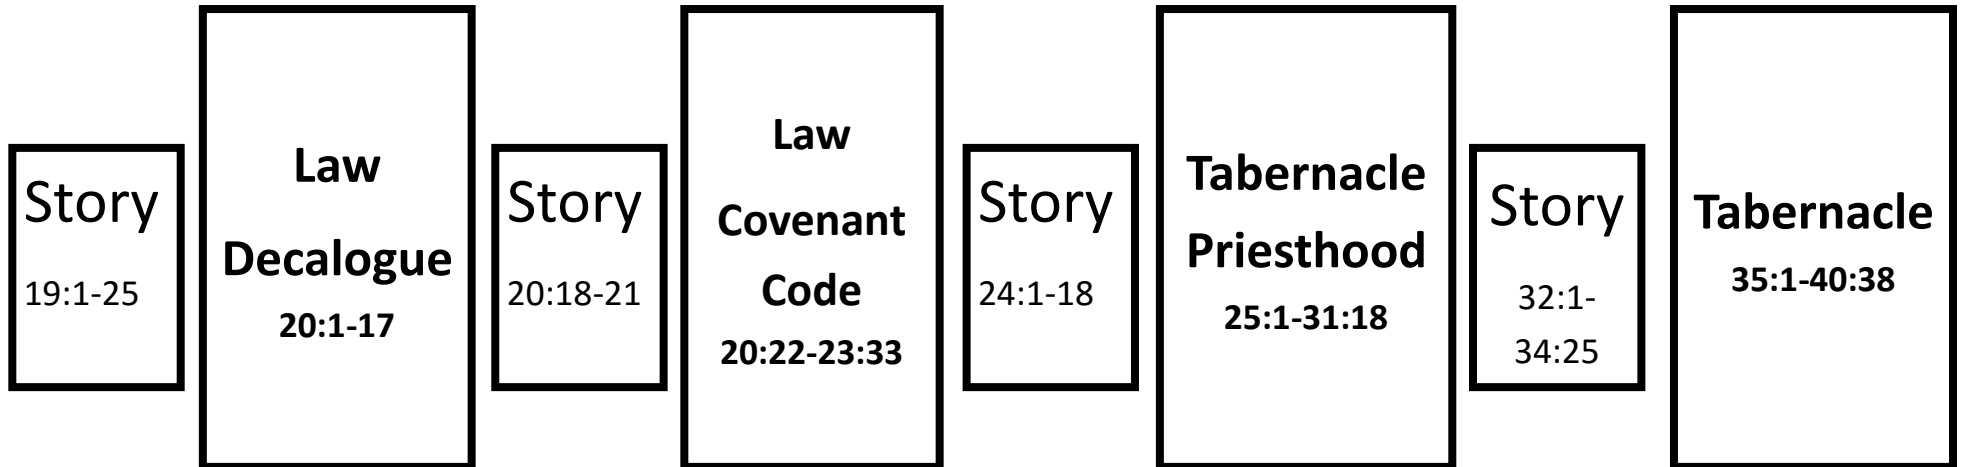 Story
19:1-25
Law
Decalogue
20:1-17
Story
20:18-21
Law
Covenant
Code
20:22-23:33
Story
24:1-18
Tabernacle
Priesthood
25:1-31:18
Story
32:1-
34:25
Tabernacle
35:1-40:38